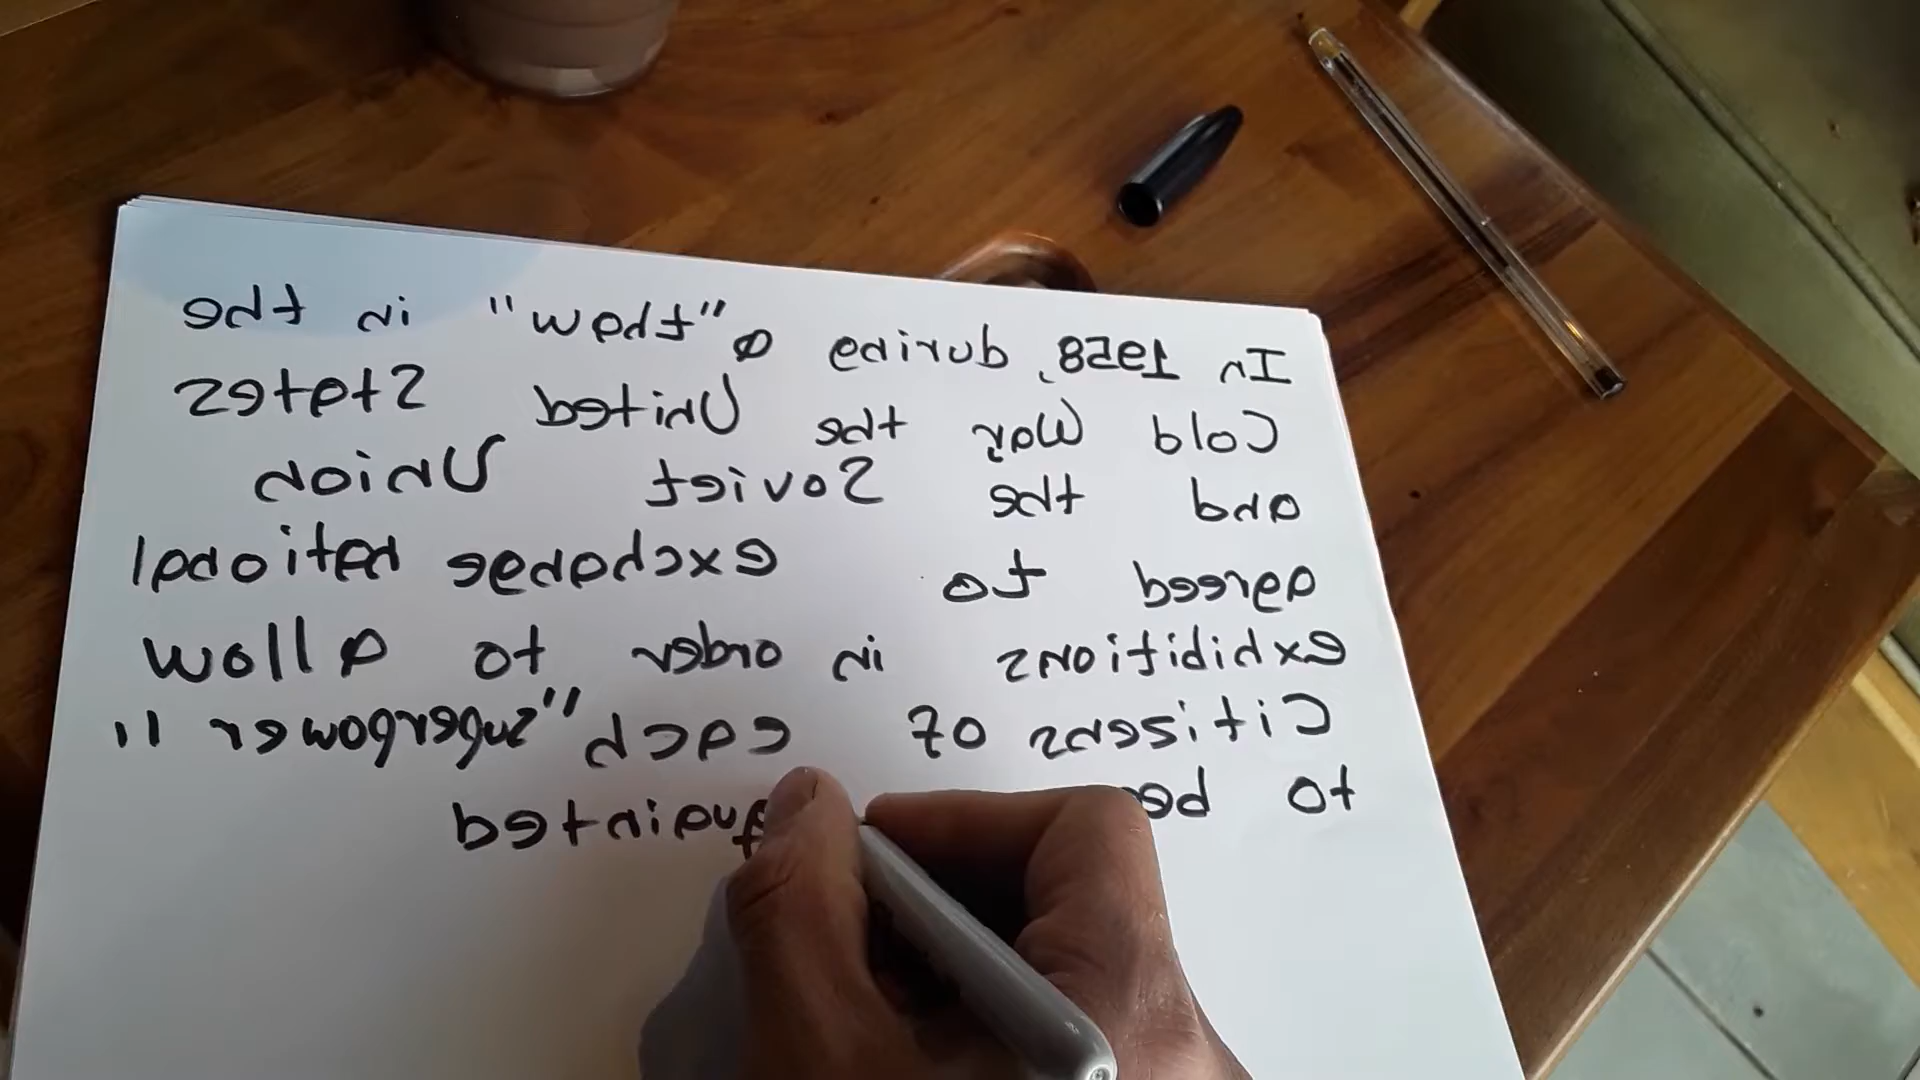 In 1958, during a "thaw" in the
Cold War the United States
and the Soviet Union
agreed to exchange national
exhibitions in order to allow
Citizens of each "superpower"
to